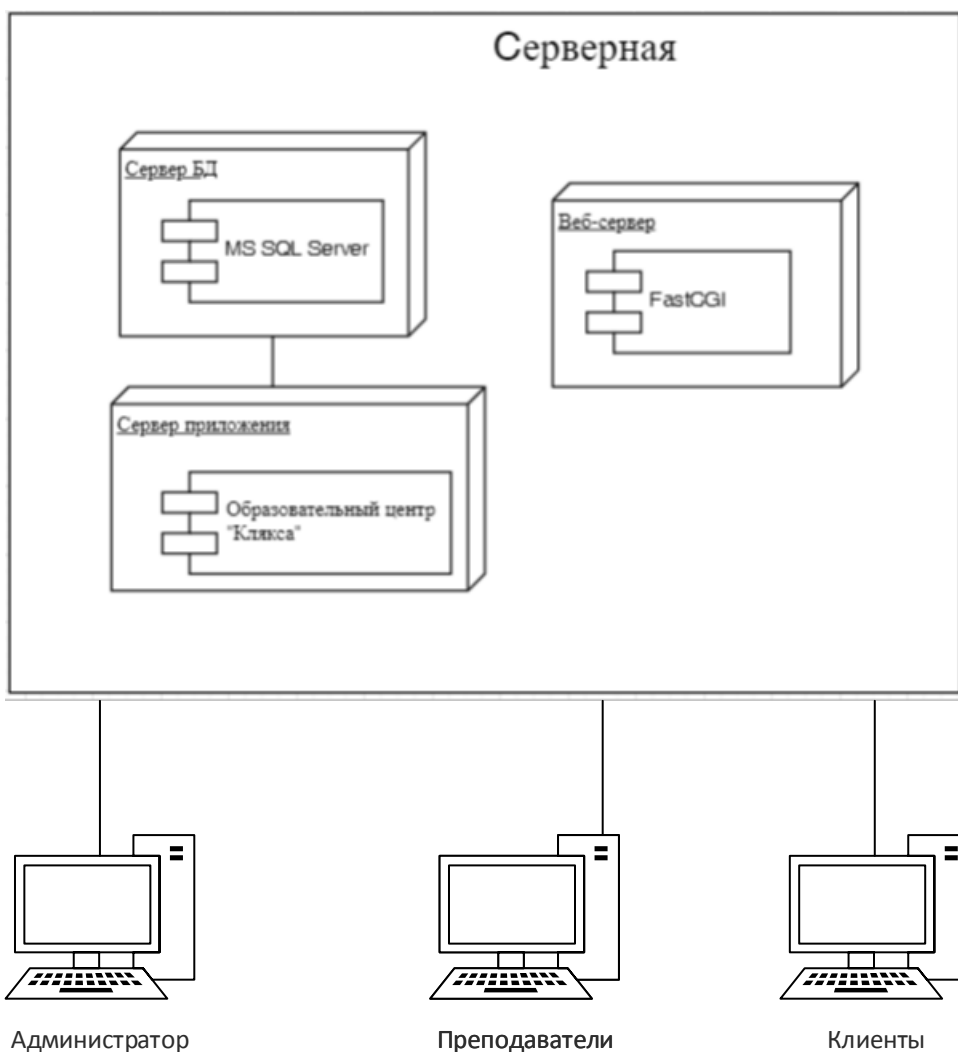 Серверная
Сервер БД
MS SQL Server
Веб-сервер
FastCGI
Сервер приложения
Образовательный центр
"Клякса"
Администратор
Преподаватели
Клиенты